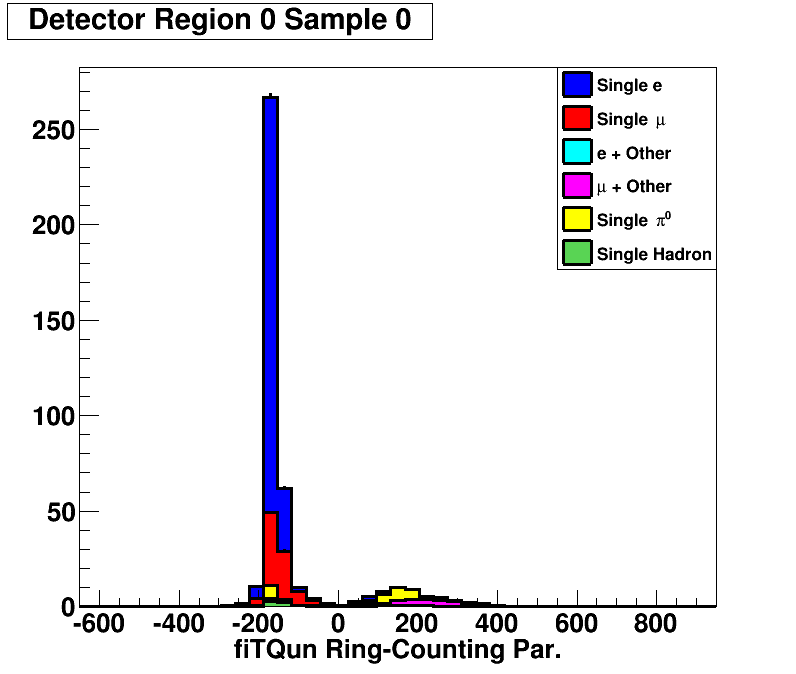 Detector Region 0 Sample 0
Single e
Single μ
e + Other
μ + Other
Single π⁰
Single Hadron
250
200
150
100
50
0
-600 -400 -200 0 200 400 600 800
fiTQun Ring-Counting Par.